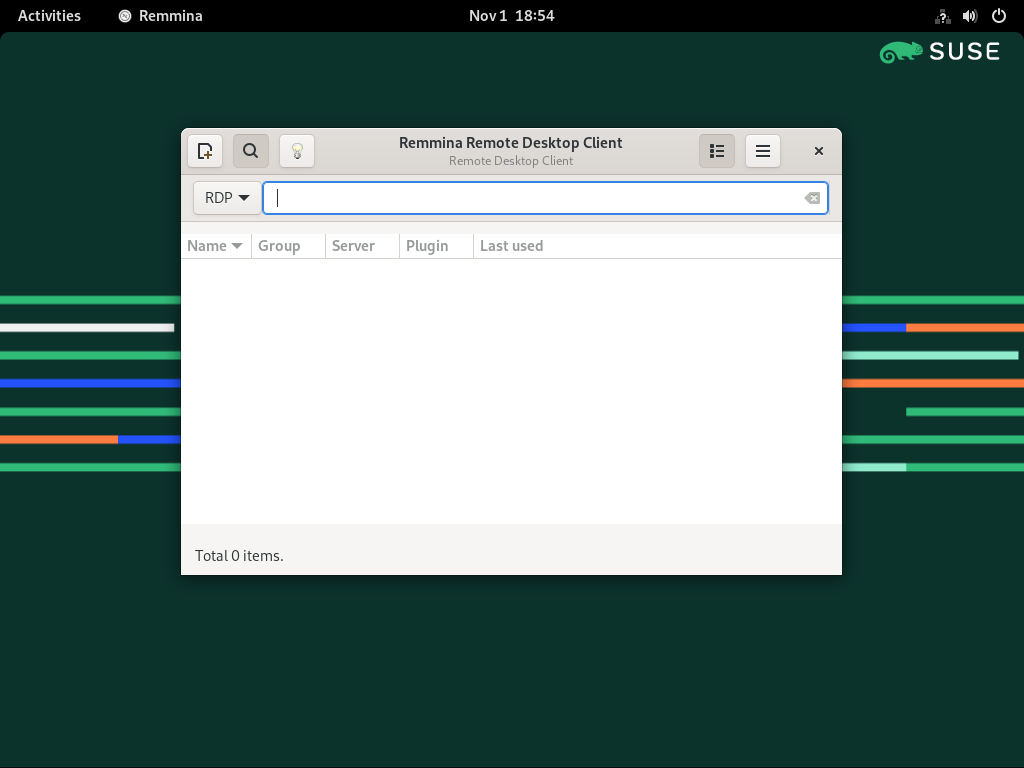 Activities Remmina Nov 1 18:54
SUSE
Remmina Remote Desktop Client
Remote Desktop Client
RDP
Name Group Server Plugin Last used
Total 0 items.